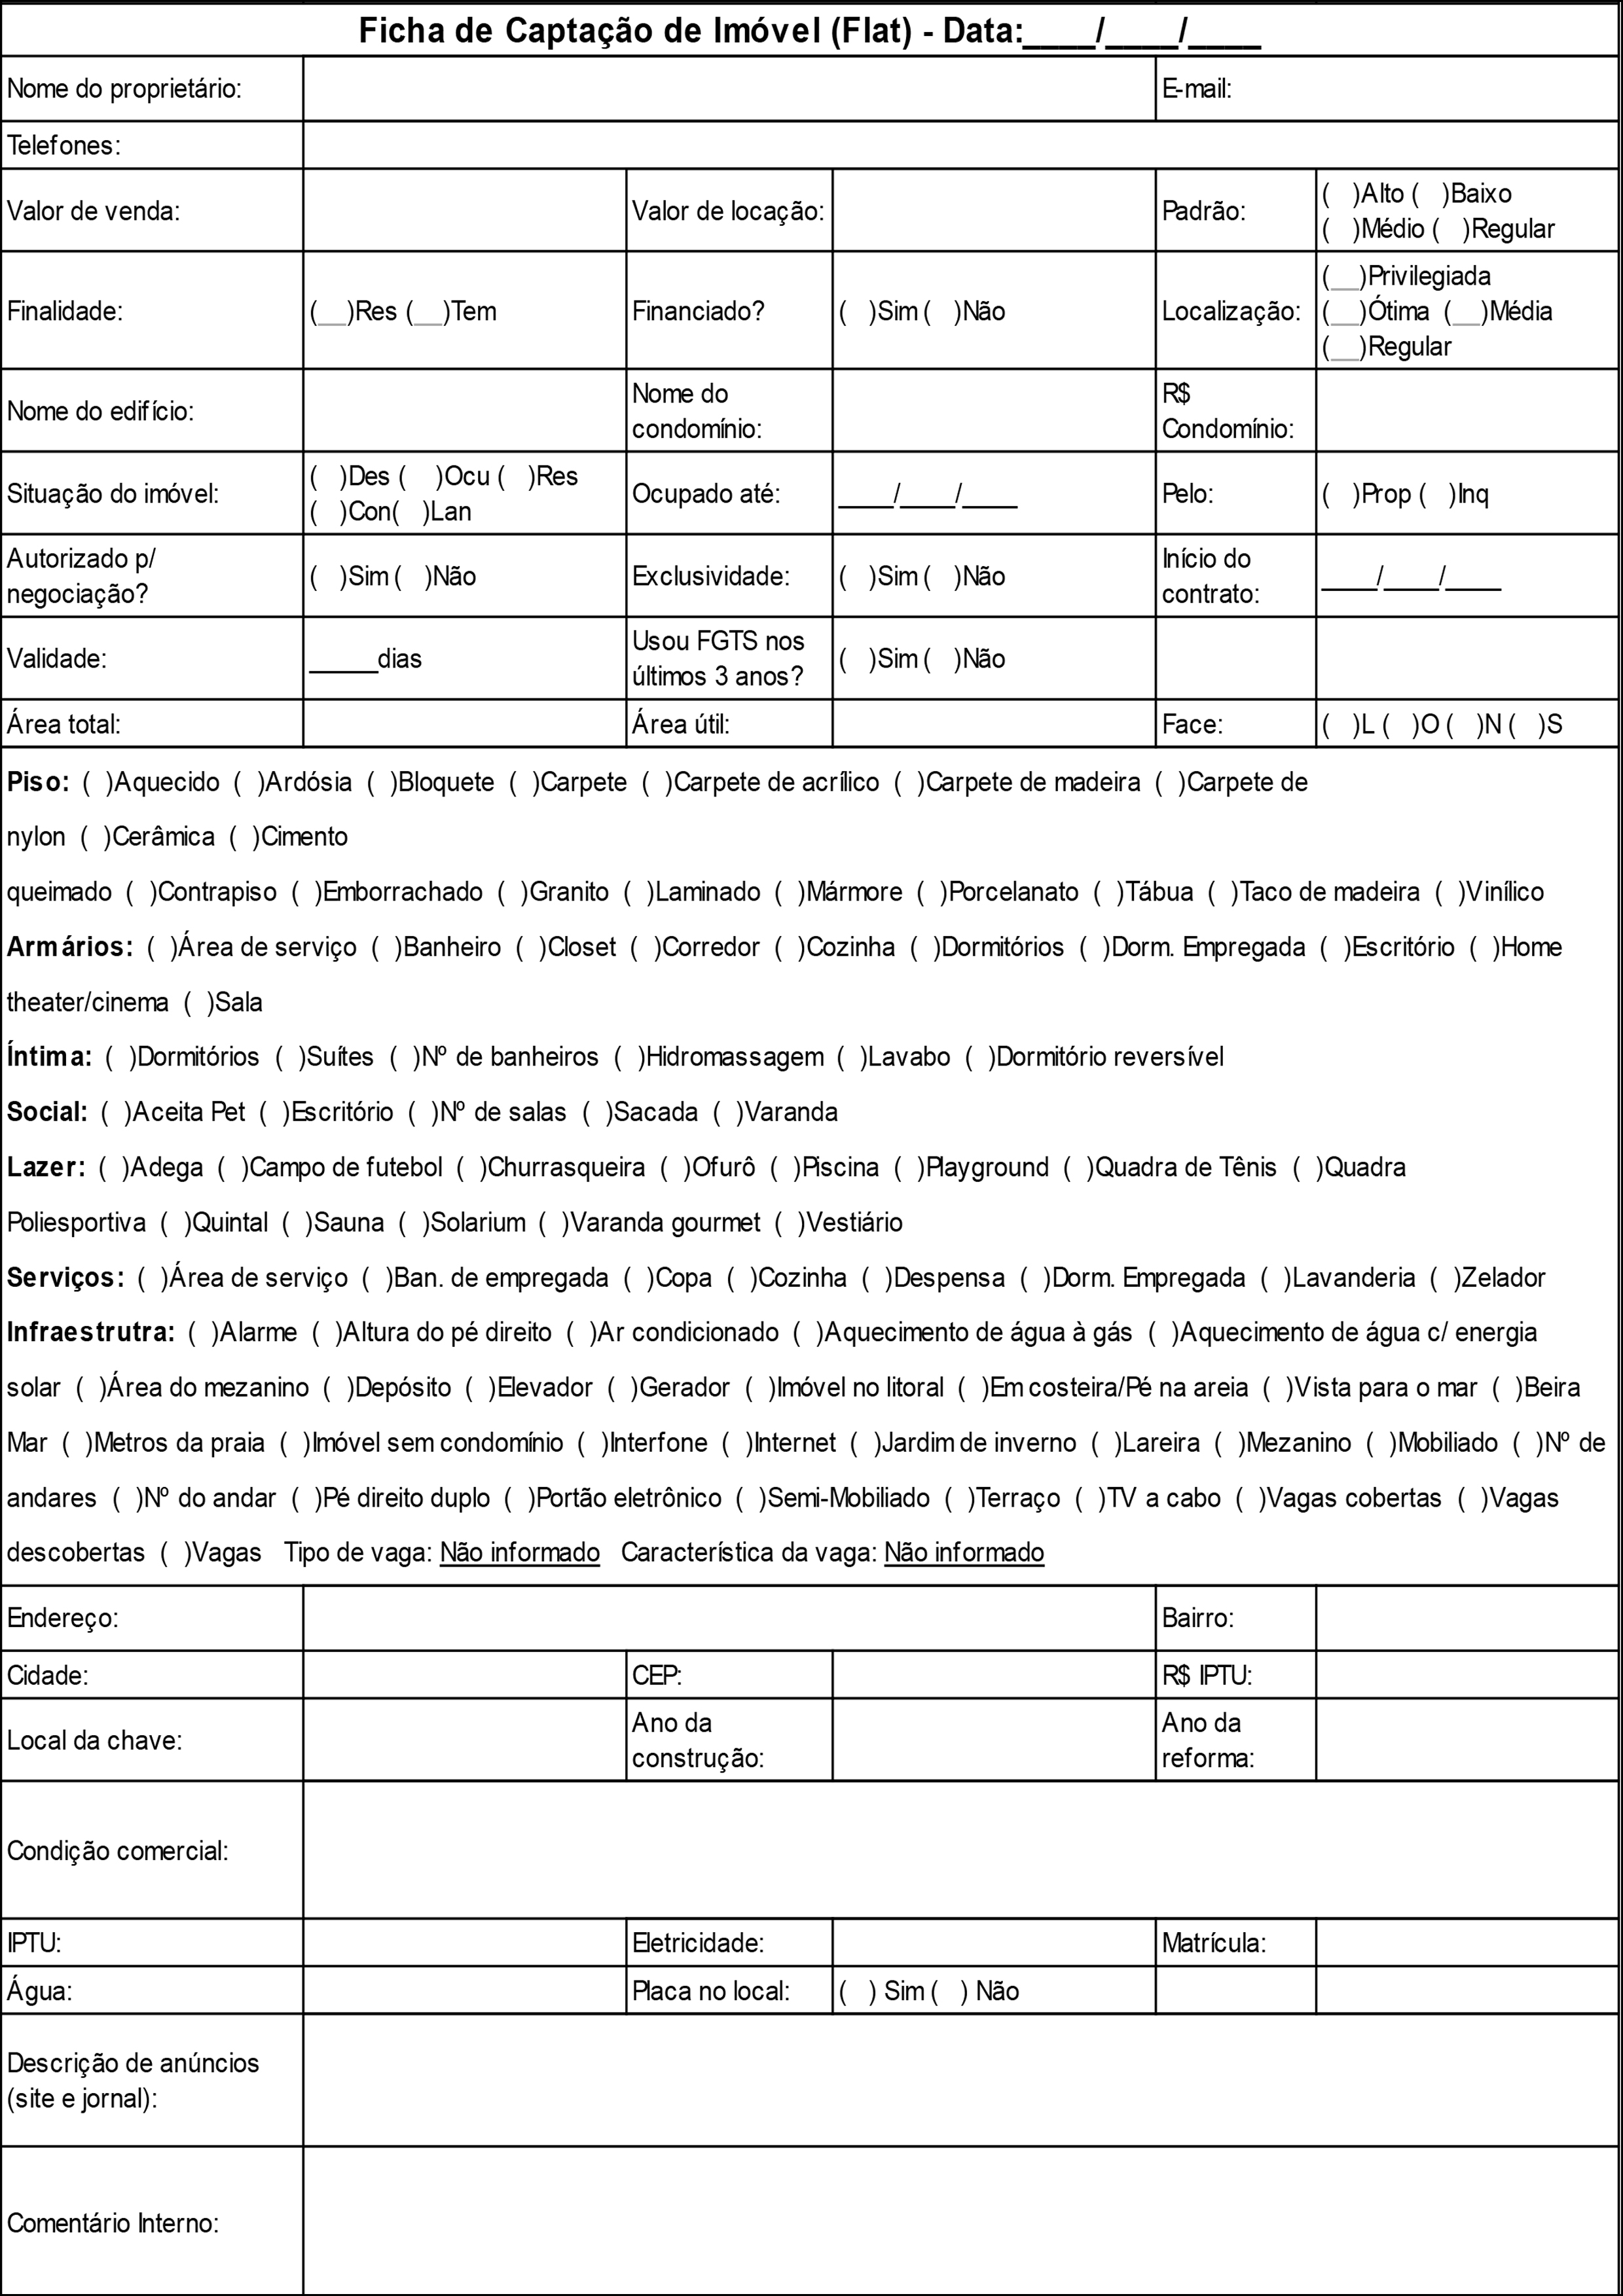 Ficha de Captação de Imóvel (Flat) - Data:____/____/____
Nome do proprietário: E-mail:
Telefones:
Valor de venda: Valor de locação: Padrão: ( )Alto ( )Baixo
( )Médio ( )Regular
Finalidade: (__)Res (__)Tem Financiado? ( )Sim ( )Não Localização: (__)Privilegiada
(__)Ótima (__)Média
(__)Regular
Nome do edifício: Nome do
condomínio: R$
Condomínio:
Situação do imóvel: ( )Des ( )Ocu ( )Res
( )Con( )Lan Ocupado até: ____/____/____ Pelo: ( )Prop ( )Inq
Autorizado p/
negociação? ( )Sim ( )Não Exclusividade: ( )Sim ( )Não Início do
contrato: ____/____/____
Validade: _____dias Usou FGTS nos
últimos 3 anos? ( )Sim ( )Não
Área total: Área útil: Face: ( )L ( )O ( )N ( )S
Piso: ( )Aquecido ( )Ardósia ( )Bloquete ( )Carpete ( )Carpete de acrílico ( )Carpete de madeira ( )Carpete de
nylon ( )Cerâmica ( )Cimento
queimado ( )Contrapiso ( )Emborrachado ( )Granito ( )Laminado ( )Mármore ( )Porcelanato ( )Tábua ( )Taco de madeira ( )Vinílico
Armários: ( )Área de serviço ( )Banheiro ( )Closet ( )Corredor ( )Cozinha ( )Dormitórios ( )Dorm. Empregada ( )Escritório ( )Home
theater/cinema ( )Sala
Íntima: ( )Dormitórios ( )Suítes ( )Nº de banheiros ( )Hidromassagem ( )Lavabo ( )Dormitório reversível
Social: ( )Aceita Pet ( )Escritório ( )Nº de salas ( )Sacada ( )Varanda
Lazer: ( )Adega ( )Campo de futebol ( )Churrasqueira ( )Ofurô ( )Piscina ( )Playground ( )Quadra de Tênis ( )Quadra
Poliesportiva ( )Quintal ( )Sauna ( )Solarium ( )Varanda gourmet ( )Vestiário
Serviços: ( )Área de serviço ( )Ban. de empregada ( )Copa ( )Cozinha ( )Despensa ( )Dorm. Empregada ( )Lavanderia ( )Zelador
Infraestrutra: ( )Alarme ( )Altura do pé direito ( )Ar condicionado ( )Aquecimento de água à gás ( )Aquecimento de água c/ energia
solar ( )Área do mezanino ( )Depósito ( )Elevador ( )Gerador ( )Imóvel no litoral ( )Em costeira/Pé na areia ( )Vista para o mar ( )Beira
Mar ( )Metros da praia ( )Imóvel sem condomínio ( )Interfone ( )Internet ( )Jardim de inverno ( )Lareira ( )Mezanino ( )Mobiliado ( )Nº de
andares ( )Nº do andar ( )Pé direito duplo ( )Portão eletrônico ( )Semi-Mobiliado ( )Terraço ( )TV a cabo ( )Vagas cobertas ( )Vagas
descobertas ( )Vagas Tipo de vaga: Não informado Característica da vaga: Não informado
Endereço: Bairro:
Cidade: CEP: R$ IPTU:
Local da chave: Ano da
construção: Ano da
reforma:
Condição comercial:
IPTU: Eletricidade: Matrícula:
Água: Placa no local: ( ) Sim ( ) Não
Descrição de anúncios
(site e jornal):
Comentário Interno: